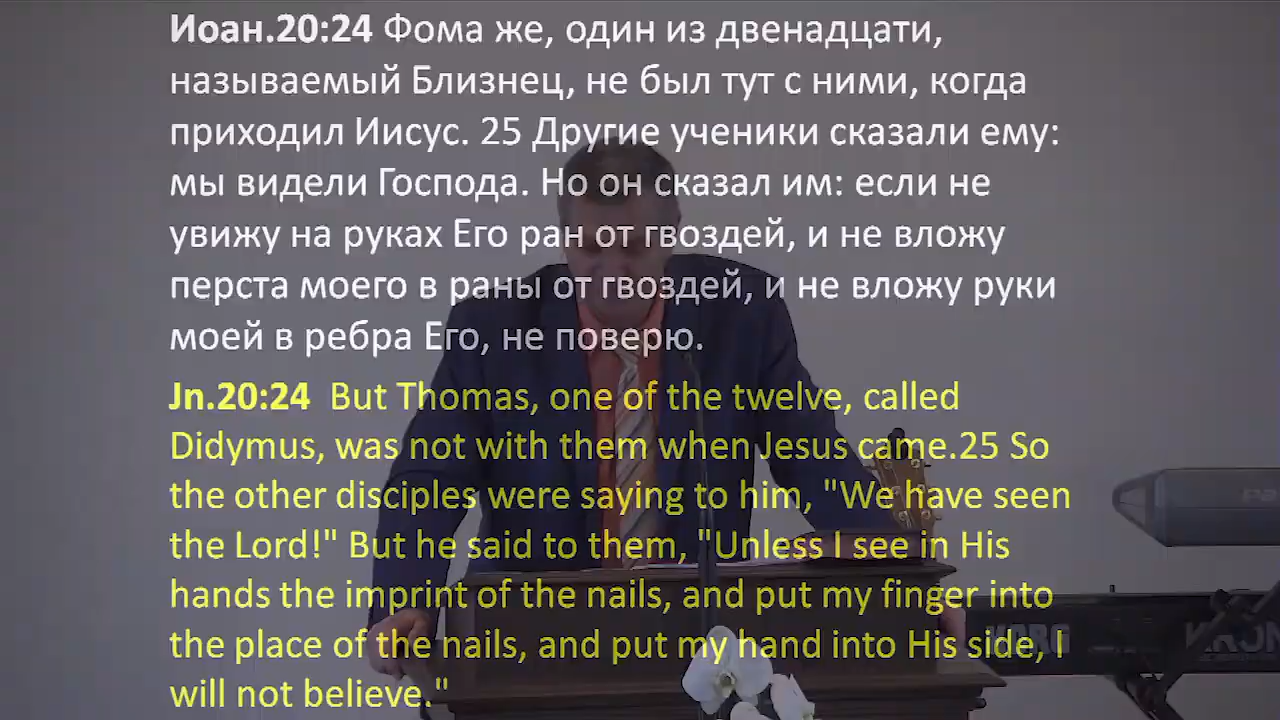 Иоан.20:24 Фома же, один из двенадцати,
называемый Близнец, не был тут с ними, когда
приходил Иисус. 25 Другие ученики сказали ему:
мы видели Господа. Но он сказал им: если не
увижу на руках Его ран от гвоздей, и не вложу
перста моего в раны от гвоздей, и не вложу руки
моей в ребра Его, не поверю.
Jn.20:24 But Thomas, one of the twelve, called
Didymus, was not with them when Jesus came.25 So
the other disciples were saying to him, "We have seen
the Lord!" But he said to them, "Unless I see in His
hands the imprint of the nails, and put my finger into
the place of the nails, and put my hand into His side, I
will not believe."
KORG